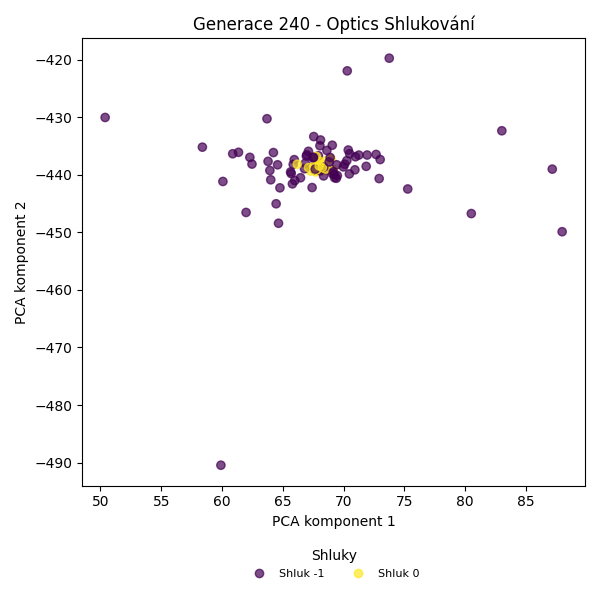 Generace 240 - Optics Shlukování
PCA komponent 2
−420
−430
−440
−450
−460
−470
−480
−490
50 55 60 65 70 75 80 85
PCA komponent 1
Shluky
Shluk -1 Shluk 0